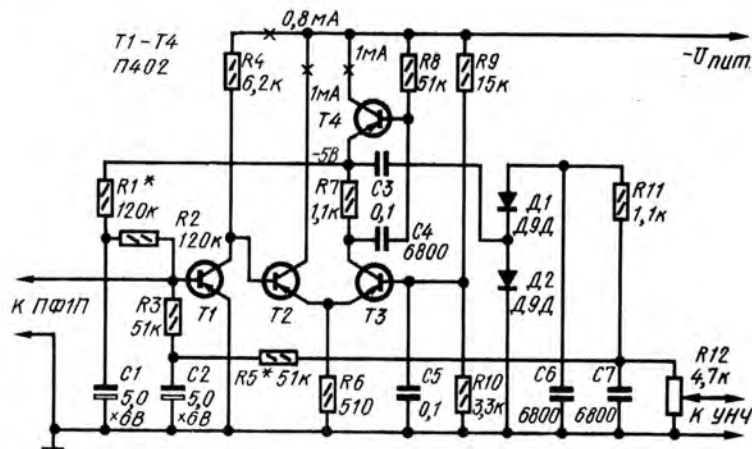 Т1-Т4
П402
0,8мА
1мА
1мА
R4
6,2к
R8
51к
R9
15к
-Uпит.
Т4
-5В
R1*
120к
R2
120к
R7
1,1к
С3
0,1
С4
6800
Д1
Д9Д
Д2
Д9Д
R11
1,1к
К ПФ1П
R3
51к
Т1
Т2
Т3
С1
5,0
×6В
С2
5,0
×6В
R5* 51к
R6
510
С5
0,1
R10
3,3к
С6
6800
С7
6800
R12
4,7к
К УНЧ